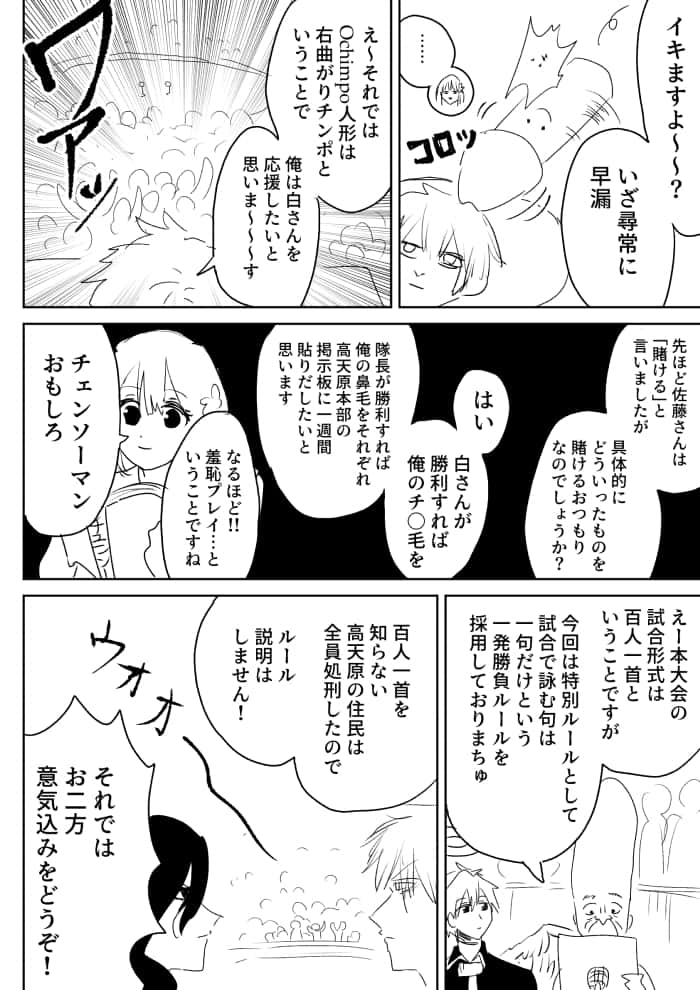 イキますよ〜〜?
いざ尋常に
早漏
……
コロッ
え〜それでは
Ochimpo人形は
右曲がりチンポと
いうことで
俺は白さんを
応援したいと
思いま〜〜〜す
ワアッ
先ほど佐藤さんは
「賭ける」と
言いましたが
具体的に
どういったものを
賭けるおつもり
なのでしょうか?
はい
白さんが
勝利すれば
俺のチ〇毛を
隊長が勝利すれば
俺の鼻毛をそれぞれ
高天原本部の
掲示板に一週間
貼りだしたいと
思います
なるほど!!
羞恥プレイ…と
いうことですね
チェンソーマン
おもしろ
えー本大会の
試合形式は
百人一首と
いうことですが
今回は特別ルールとして
試合で詠む句は
一句だけという
一発勝負ルールを
採用しておりまちゅ
百人一首を
知らない
高天原の住民は
全員処刑したので
ルール
説明は
しません!
ウオオ
それでは
お二方
意気込みをどうぞ!